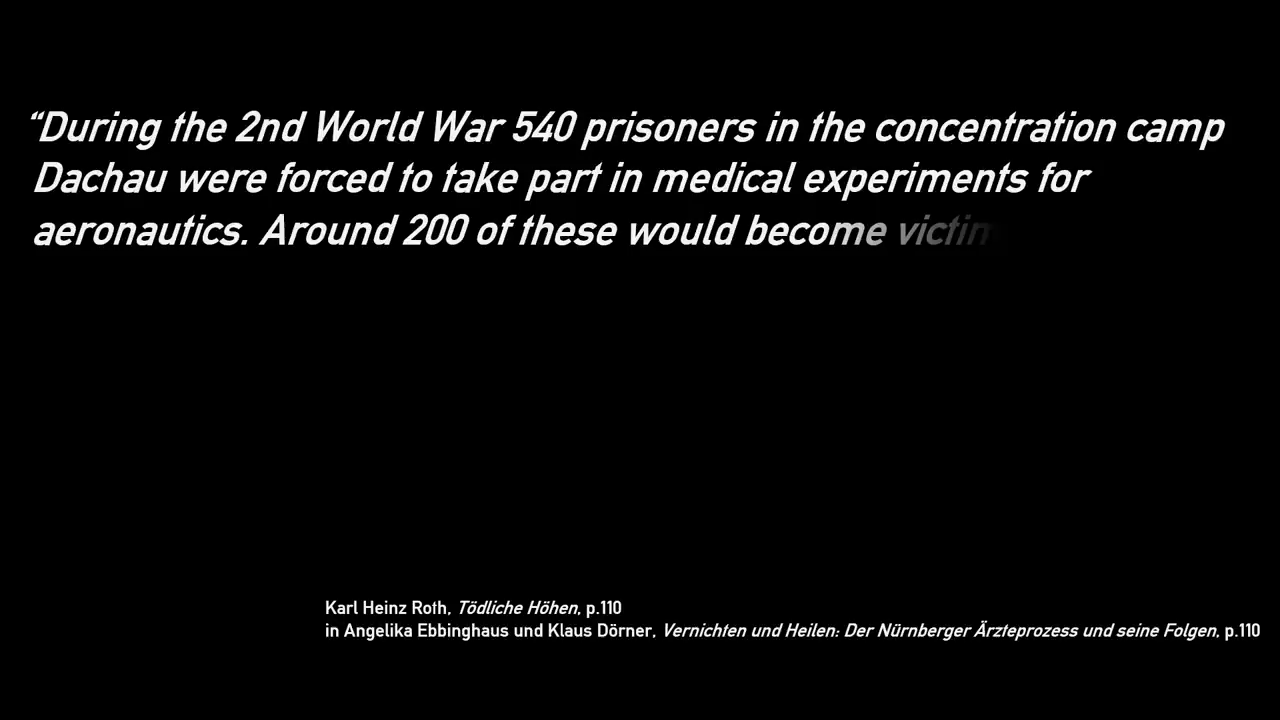 “During the 2nd World War 540 prisoners in the concentration camp
Dachau were forced to take part in medical experiments for
aeronautics. Around 200 of these would become
Karl Heinz Roth, Tödliche Höhen, p.110
in Angelika Ebbinghaus und Klaus Dörner, Vernichten und Heilen: Der Nürnberger Ärzteprozess und seine Folgen, p.110